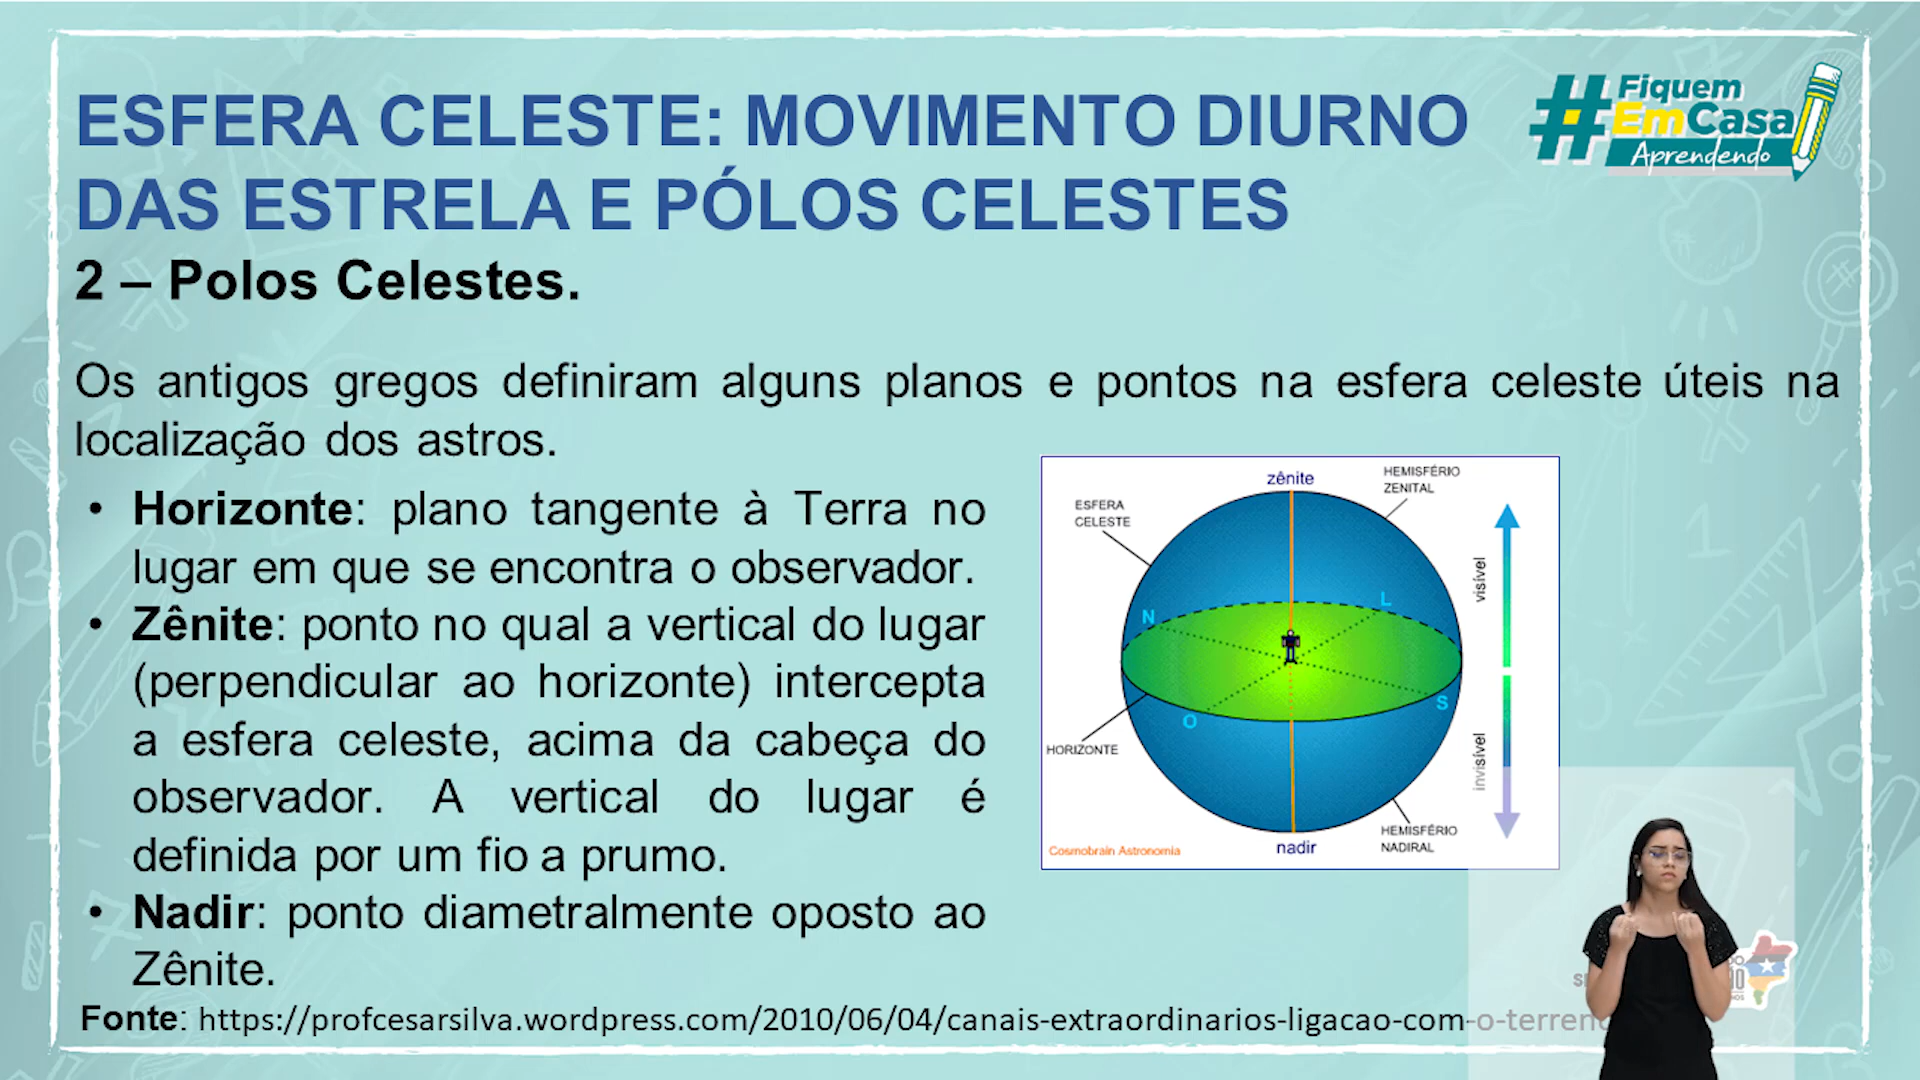 ESFERA CELESTE: MOVIMENTO DIURNO
DAS ESTRELA E PÓLOS CELESTES
#Fiquem
EmCasa
Aprendendo
2 – Polos Celestes.
Os antigos gregos definiram alguns planos e pontos na esfera celeste úteis na
localização dos astros.
• Horizonte: plano tangente à Terra no
lugar em que se encontra o observador.
• Zênite: ponto no qual a vertical do lugar
(perpendicular ao horizonte) intercepta
a esfera celeste, acima da cabeça do
observador. A vertical do lugar é
definida por um fio a prumo.
• Nadir: ponto diametralmente oposto ao
Zênite.
zênite
HEMISFÉRIO
ZENITAL
ESFERA
CELESTE
visível
N
L
S
O
HORIZONTE
invisível
HEMISFÉRIO
NADIRAL
nadir
Cosmobrain Astronomia
Fonte: https://profcesarsilva.wordpress.com/2010/06/04/canais-extraordinarios-ligacao-com-o-terren